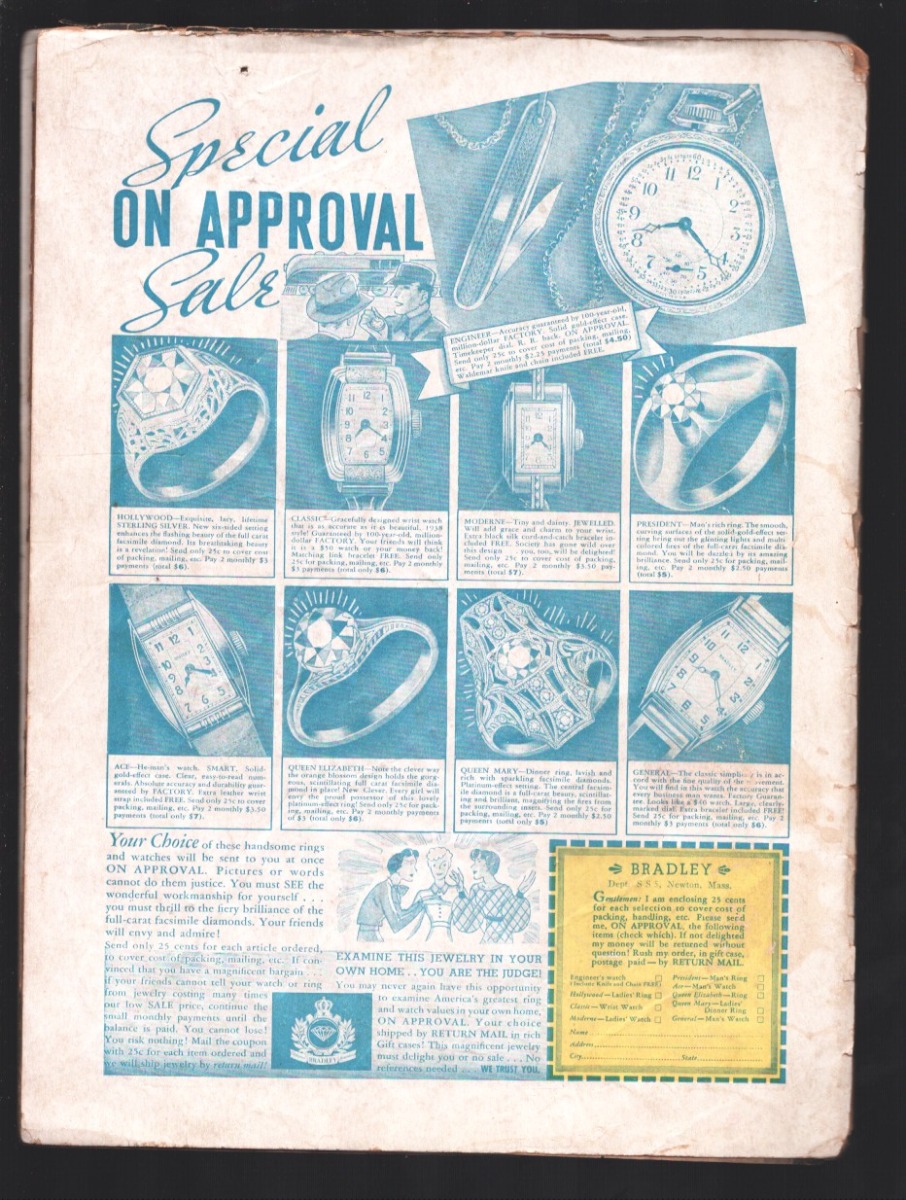 Special
ON APPROVAL
Sale
ENGINEER—Accuracy guaranteed by 100-year-old,
million-dollar FACTORY. Solid gold-effect case.
Timekeeper dial, R. R. back. ON APPROVAL.
Send only 25c to cover cost of packing, mailing,
etc. Pay 2 monthly $2.25 payments (total $4.50)
Waldemar knife and chain included FREE.
HOLLYWOOD—Exquisite, lacy, lifetime
STERLING SILVER. New six-sided setting
enhances the flashing beauty of the full carat
facsimile diamond. Its breathtaking beauty
is a revelation! Send only 25c to cover cost
of packing, mailing, etc. Pay 2 monthly $3
payments (total $6).
CLASSIC—Gracefully designed wrist watch
that is as accurate as it is beautiful. 1938
style! Guaranteed by 100-year-old, million-
dollar FACTORY. Your friends will think
it is a $50 watch or your money back!
Matching link bracelet FREE. Send only
25c for packing, mailing, etc. Pay 2 monthly
$3 payments (total only $6).
MODERNE—Tiny and dainty. JEWELLED.
Will add grace and charm to your wrist.
Extra black silk cord-and-catch bracelet in-
cluded FREE. Society has gone wild over
this design you, too, will be delighted!
Send only 25c to cover cost of packing,
mailing, etc. Pay 2 monthly $3.50 pay-
ments (total $7).
PRESIDENT—Man's rich ring. The smooth,
curving surfaces of the solid-gold-effect set-
ting bring out the glinting lights and multi-
colored fires of the full-carat facsimile dia-
mond. You will be dazzled by its amazing
brilliance. Send only 25c for packing, mail-
ing, etc. Pay 2 monthly $2.50 payments
(total $5).
ACE—He-man's watch. SMART. Solid-
gold-effect case. Clear, easy-to-read num-
erals. Absolute accuracy and durability guar-
anteed by FACTORY. Extra leather wrist
strap included FREE. Send only 25c to cover
packing, mailing, etc. Pay 2 monthly $3.50
payments (total only $7).
QUEEN ELIZABETH—Note the clever way
the orange blossom design holds the gorg-
eous, scintillating full carat facsimile dia-
mond in place! New. Clever. Every girl will
enjoy the proud possessor of this lovely
platinum-effect ring! Send only 25c for pack-
ing, mailing, etc. Pay 2 monthly payments
of $3 (total only $6).
QUEEN MARY—Dinner ring, lavish and
rich with sparkling facsimile diamonds.
Platinum-effect setting. The central facsim-
ile diamond is a full-carat beauty, scintillat-
ing and brilliant, magnifying the fires from
the surrounding insets. Send only 25c for
packing, mailing, etc. Pay 2 monthly $2.50
payments (total only $5)
GENERAL—The classic simplicity is in ac-
cord with the fine quality of the movement.
You will find in this watch the accuracy that
every business man wants. Factory Guaran-
tee. Looks like a $60 watch. Large, clearly-
marked dial. Extra bracelet included FREE!
Send 25c for packing, mailing, etc. Pay 2
monthly $3 payments (total only $6).
Your Choice of these handsome rings
and watches will be sent to you at once
ON APPROVAL. Pictures or words
cannot do them justice. You must SEE the
wonderful workmanship for yourself . . .
you must thrill to the fiery brilliance of the
full-carat facsimile diamonds. Your friends
will envy and admire!
Send only 25 cents for each article ordered,
to cover cost of packing, mailing, etc. If con-
vinced that you have a magnificent bargain . . .
if your friends cannot tell your watch or ring
from jewelry costing many times
our low SALE price, continue the
small monthly payments until the
balance is paid. You cannot lose!
You risk nothing! Mail the coupon
with 25c for each item ordered and
we will ship jewelry by return mail!
BRADLEY
EXAMINE THIS JEWELRY IN YOUR
OWN HOME . . YOU ARE THE JUDGE!
You may never again have this opportunity
to examine America's greatest ring
and watch values in your own home,
ON APPROVAL. Your choice
shipped by RETURN MAIL in rich
Gift cases! This magnificent jewelry
must delight you or no sale . . . No
references needed . . . WE TRUST YOU.
BRADLEY
Dept. SS5, Newton, Mass.
Gentlemen: I am enclosing 25 cents
for each selection to cover cost of
packing, handling, etc. Please send
me, ON APPROVAL, the following
items (check which). If not delighted
my money will be returned without
question! Rush my order, in gift case,
postage paid—by RETURN MAIL.
Engineer's watch
(Includes Knife and Chain FREE)
Hollywood—Ladies' Ring
Classic—Wrist Watch
Moderne—Ladies' Watch
President—Man's Ring
Ace—Man's Watch
Queen Elizabeth—Ring
Queen Mary—Ladies'
Dinner Ring
General—Man's Watch
Name
Address
City State